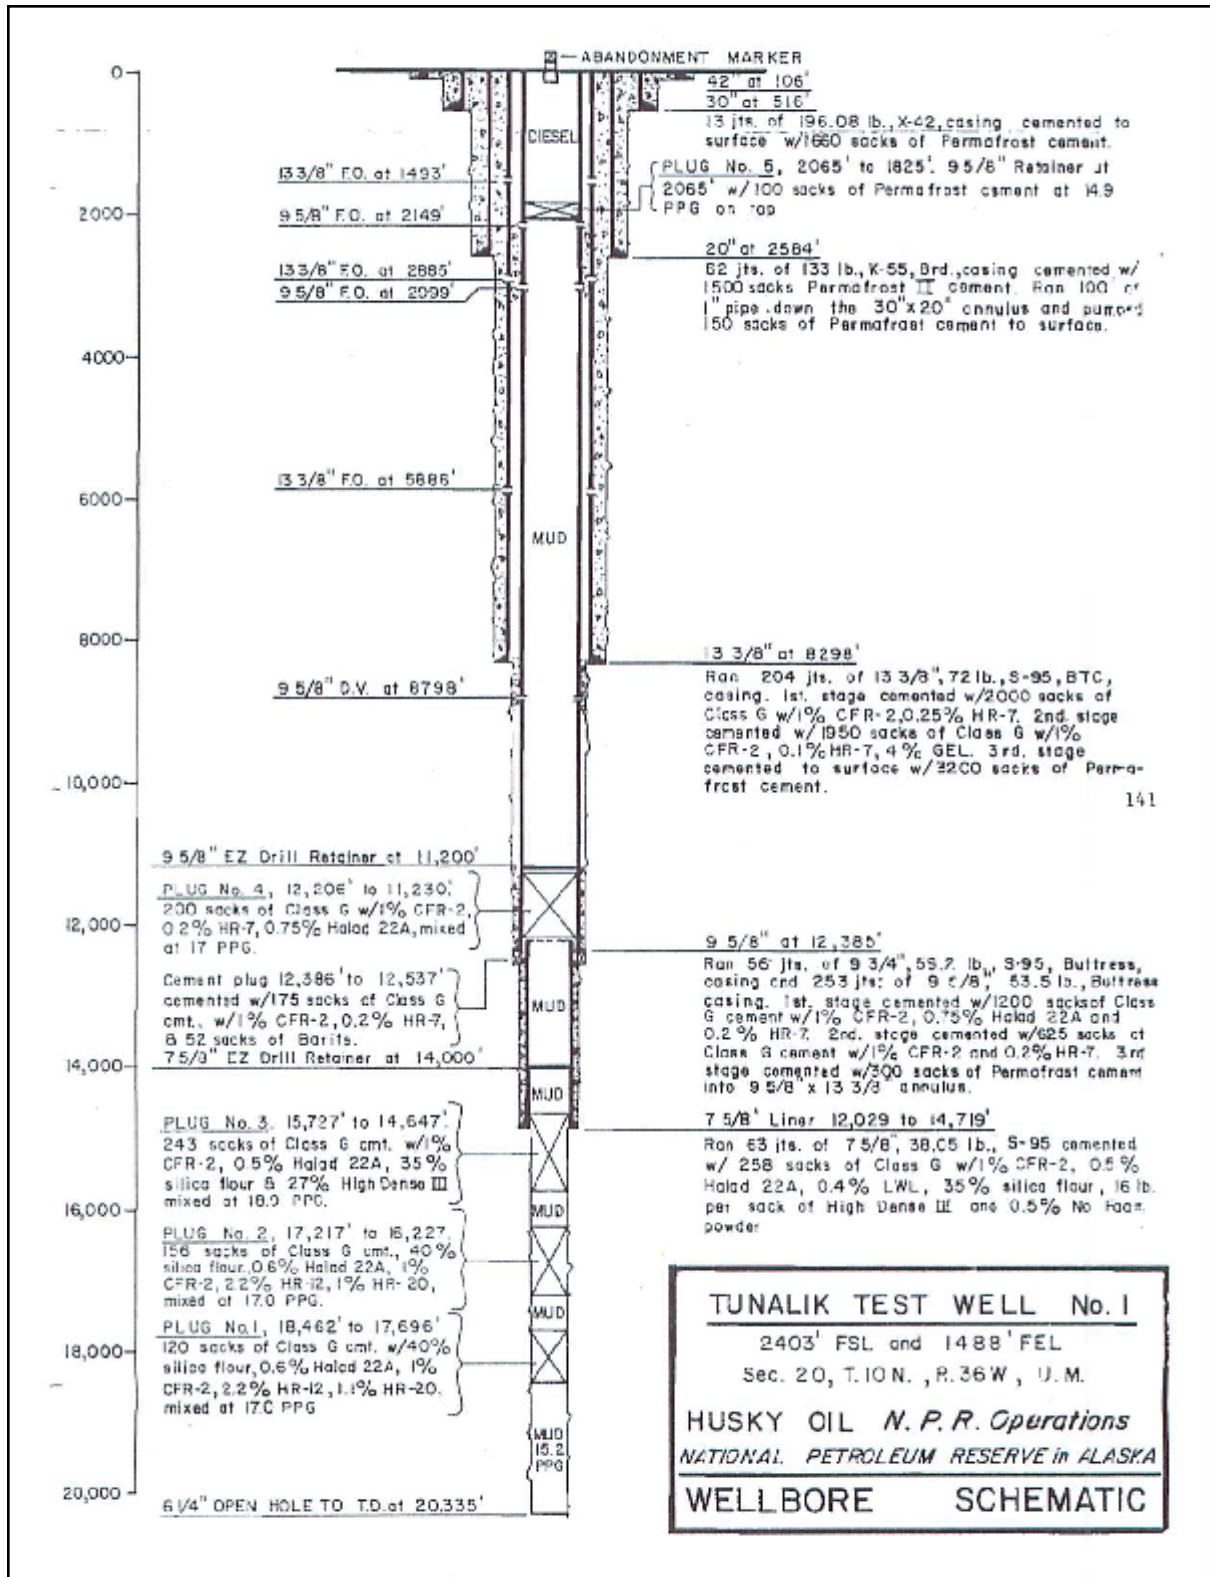 ABANDONMENT MARKER
0
42" at 106'
30" at 516'
13 jts. of 196.08 lb., X-42, casing cemented to
surface w/1660 sacks of Permafrost cement.
DIESEL
PLUG No. 5, 2065' to 1825'. 9 5/8" Retainer at
2065' w/100 sacks of Permafrost cement at 14.9
PPG on top
13 3/8" F.O. at 1493'
2000
9 5/8" F.O. at 2149'
20" at 2584'
62 jts. of 133 lb., K-55, 8rd., casing cemented w/
1500 sacks Permafrost II cement. Ran 100' of
1" pipe down the 30" x 20" annulus and pumped
150 sacks of Permafrost cement to surface.
13 3/8" F.O. at 2885'
9 5/8" F.O. at 2999'
4000
13 3/8" F.O. at 5886'
6000
MUD
8000
13 3/8" at 8298'
Ran 204 jts. of 13 3/8", 72 lb., S-95, BTC,
casing. 1st. stage cemented w/2000 sacks of
Class G w/1% CFR-2, 0.25% HR-7. 2nd. stage
cemented w/1950 sacks of Class G w/1%
CFR-2, 0.1% HR-7, 4% GEL. 3rd. stage
cemented to surface w/3200 sacks of Perma-
frost cement.
9 5/8" D.V. at 8798'
10,000
141
9 5/8" EZ Drill Retainer at 11,200'
PLUG No. 4, 12,206' to 11,230'.
200 sacks of Class G w/1% CFR-2,
0.2% HR-7, 0.75% Halad 22A, mixed
at 17 PPG.
12,000
9 5/8" at 12,385'
Ran 56 jts. of 9 3/4", 59.2 lb., S-95, Buttress,
casing and 253 jts. of 9 5/8", 53.5 lb., Buttress
casing. 1st. stage cemented w/1200 sacks of Class
G cement w/1% CFR-2, 0.75% Halad 22A and
0.2% HR-7. 2nd. stage cemented w/625 sacks of
Class G cement w/1% CFR-2 and 0.2% HR-7. 3rd
stage cemented w/300 sacks of Permafrost cement
into 9 5/8" x 13 3/8" annulus.
Cement plug 12,386' to 12,537'
cemented w/175 sacks of Class G
cmt., w/1% CFR-2, 0.2% HR-7,
& 52 sacks of Barite.
MUD
7 5/8" EZ Drill Retainer at 14,000'
14,000
MUD
7 5/8" Liner 12,029 to 14,719'
Ran 63 jts. of 7 5/8", 38.05 lb., S-95 cemented
w/ 258 sacks of Class G w/1% CFR-2, 0.5%
Halad 22A, 0.4% LWL, 35% silica flour, 16 lb.
per sack of High Dense III and 0.5% No Foam
powder
PLUG No. 3, 15,727' to 14,647'.
243 sacks of Class G cmt. w/1%
CFR-2, 0.5% Halad 22A, 35%
silica flour & 27% High Dense III
mixed at 18.9 PPG.
16,000
MUD
PLUG No. 2, 17,217' to 16,227.
156 sacks of Class G cmt., 40%
silica flour, 0.6% Halad 22A, 1%
CFR-2, 2.2% HR-12, 1% HR-20,
mixed at 17.0 PPG.
MUD
PLUG No. 1, 18,462' to 17,696'
120 sacks of Class G cmt. w/40%
silica flour, 0.6% Halad 22A, 1%
CFR-2, 2.2% HR-12, 1.1% HR-20,
mixed at 17.0 PPG
18,000
MUD
15.2
PPG
20,000
6 1/4" OPEN HOLE TO T.D. at 20,335'
TUNALIK TEST WELL No. 1
2403' FSL and 1488' FEL
Sec. 20, T.10N., R.36W, U.M.
HUSKY OIL N. P. R. Operations
NATIONAL PETROLEUM RESERVE in ALASKA
WELLBORE SCHEMATIC